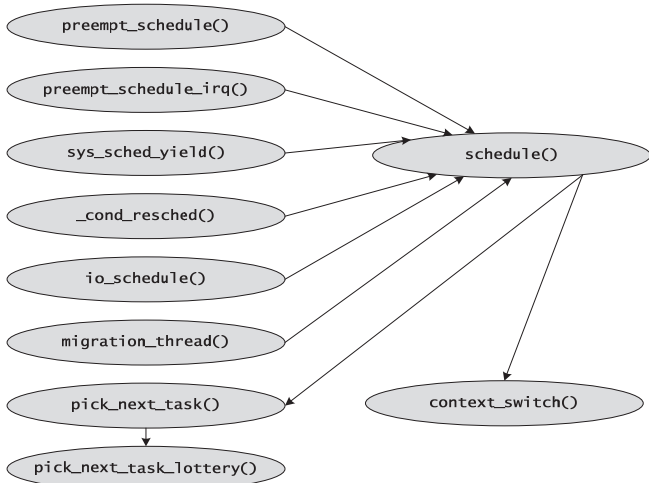 preempt_schedule()
preempt_schedule_irq()
sys_sched_yield()
schedule()
_cond_resched()
io_schedule()
migration_thread()
pick_next_task()
context_switch()
pick_next_task_lottery()